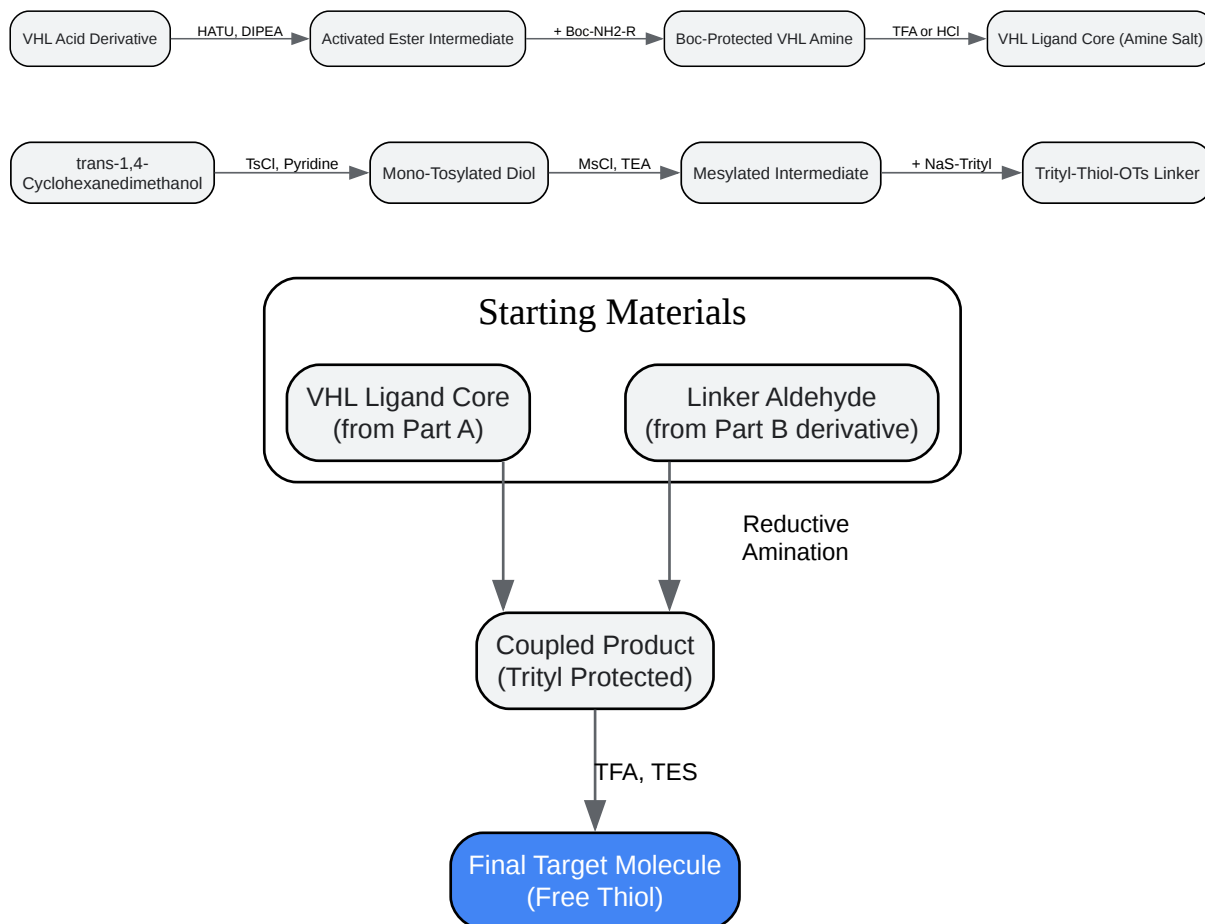 VHL Acid Derivative
HATU, DIPEA
Activated Ester Intermediate
+ Boc-NH2-R
Boc-Protected VHL Amine
TFA or HCl
VHL Ligand Core (Amine Salt)
trans-1,4-
Cyclohexanedimethanol
TsCl, Pyridine
Mono-Tosylated Diol
MsCl, TEA
Mesylated Intermediate
+ NaS-Trityl
Trityl-Thiol-OTs Linker
Starting Materials
VHL Ligand Core
(from Part A)
Linker Aldehyde
(from Part B derivative)
Reductive
Amination
Coupled Product
(Trityl Protected)
TFA, TES
Final Target Molecule
(Free Thiol)